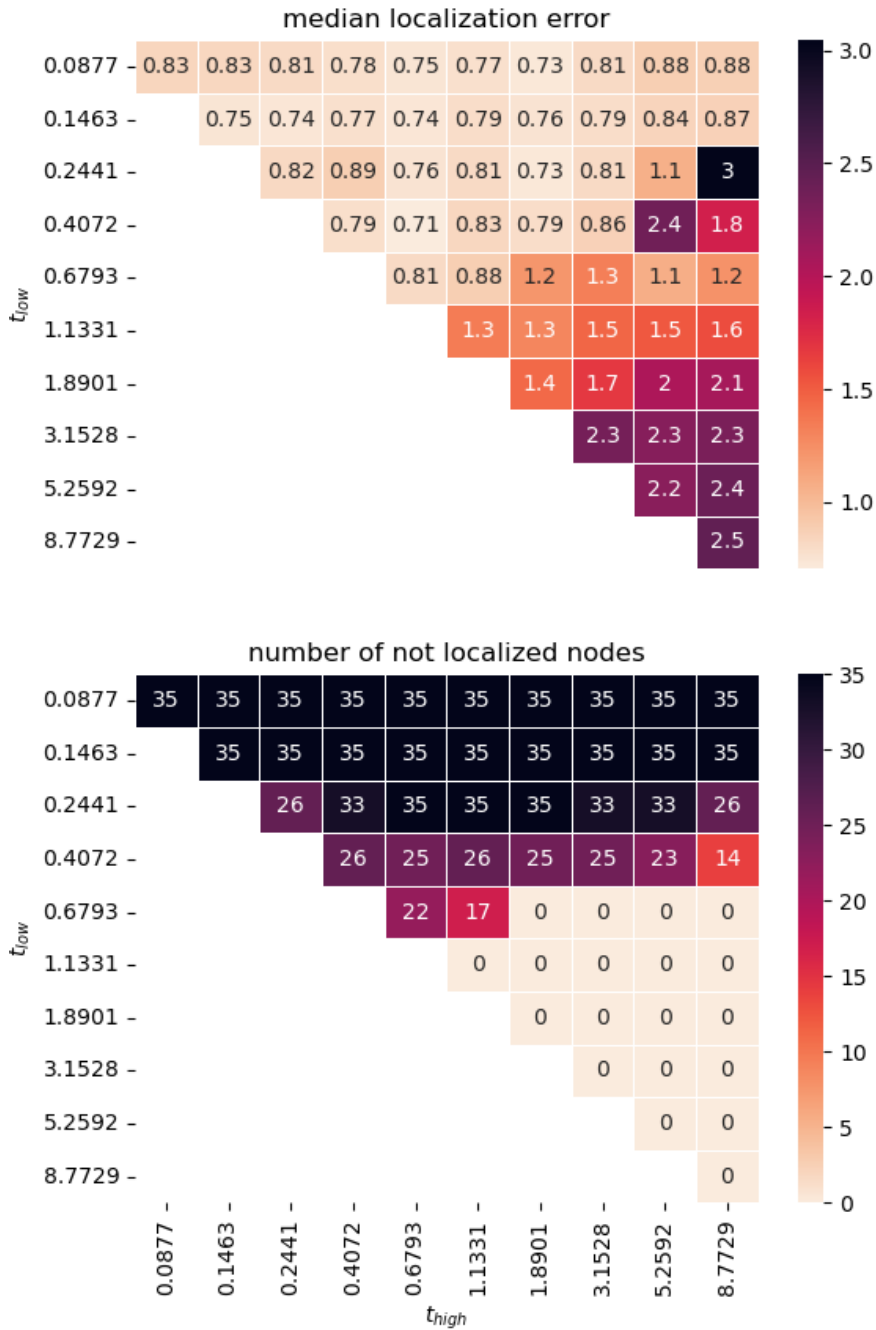 median localization error
0.0877 0.83 0.83 0.81 0.78 0.75 0.77 0.73 0.81 0.88 0.88
0.1463 0.75 0.74 0.77 0.74 0.79 0.76 0.79 0.84 0.87
0.2441 0.82 0.89 0.76 0.81 0.73 0.81 1.1 3
0.4072 0.79 0.71 0.83 0.79 0.86 2.4 1.8
0.6793 0.81 0.88 1.2 1.3 1.1 1.2
1.1331 1.3 1.3 1.5 1.5 1.6
1.8901 1.4 1.7 2 2.1
3.1528 2.3 2.3 2.3
5.2592 2.2 2.4
8.7729 2.5
t_low
3.0
2.5
2.0
1.5
1.0
number of not localized nodes
0.0877 35 35 35 35 35 35 35 35 35 35
0.1463 35 35 35 35 35 35 35 35 35
0.2441 26 33 35 35 35 33 33 26
0.4072 26 25 26 25 25 23 14
0.6793 22 17 0 0 0 0
1.1331 0 0 0 0 0
1.8901 0 0 0 0
3.1528 0 0 0
5.2592 0 0
8.7729 0
t_low
0.0877 0.1463 0.2441 0.4072 0.6793 1.1331 1.8901 3.1528 5.2592 8.7729
t_high
35
30
25
20
15
10
5
0